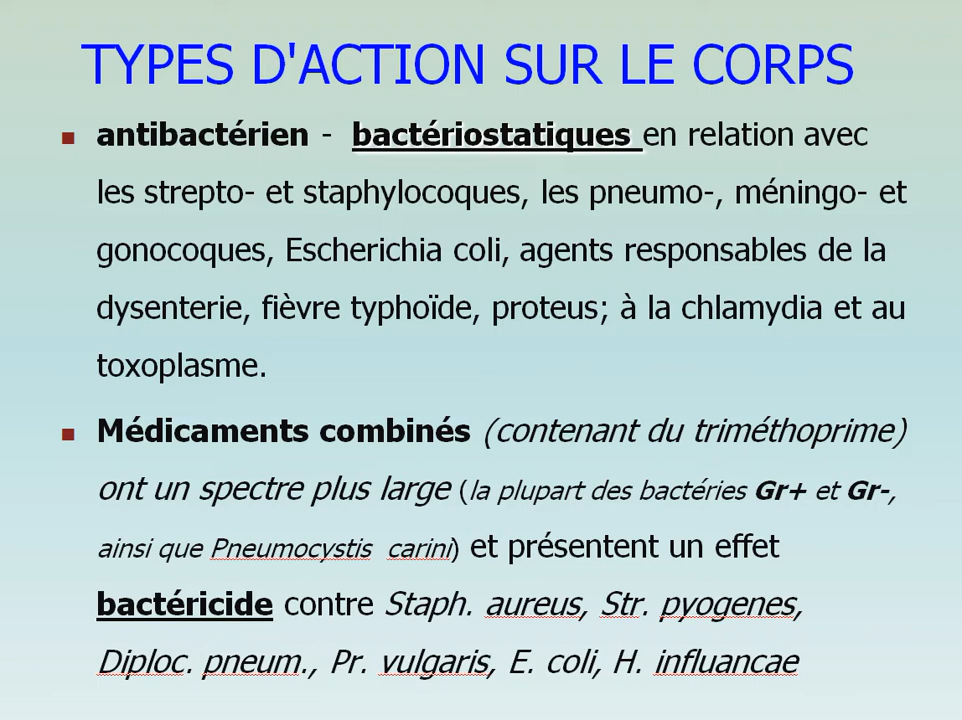 TYPES D'ACTION SUR LE CORPS
antibactérien - bactériostatiques en relation avec
les strepto- et staphylocoques, les pneumo-, méningo- et
gonocoques, Escherichia coli, agents responsables de la
dysenterie, fièvre typhoïde, proteus; à la chlamydia et au
toxoplasme.
Médicaments combinés (contenant du triméthoprime)
ont un spectre plus large (la plupart des bactéries Gr+ et Gr-,
ainsi que Pneumocystis carini) et présentent un effet
bactéricide contre Staph. aureus, Str. pyogenes,
Diploc. pneum., Pr. vulgaris, E. coli, H. influancae